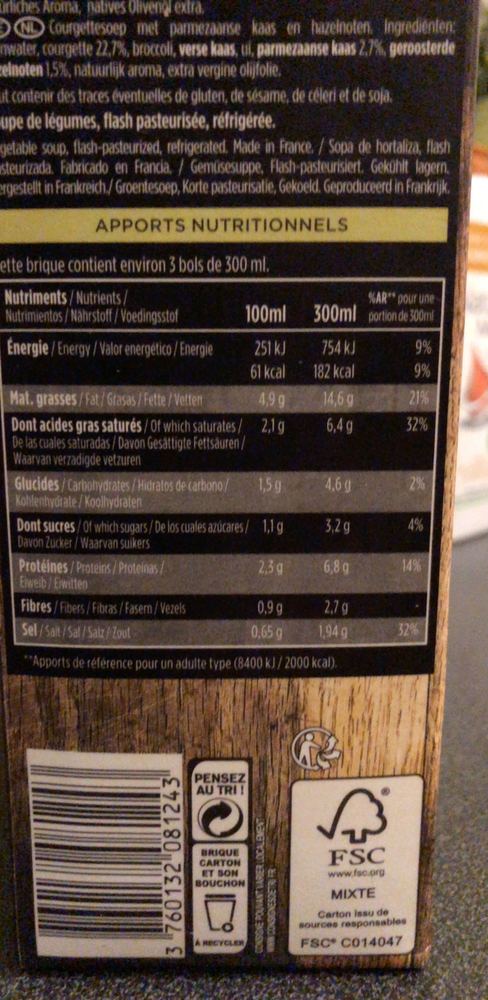 Aroma, natives Olivenöl extra.
NL Courgettesoep met parmezaanse kaas en hazelnoten. Ingrediënten:
courgette 22,7%, broccoli, verse kaas, ui, parmezaanse kaas 2,7%, geroosterde
1,5%, natuurlijk aroma, extra vergine olijfolie.
contenir des traces éventuelles de gluten, de sésame, de céleri et de soja.
de légumes, flash pasteurisée, réfrigérée.
soup, flash-pasteurized, refrigerated. Made in France. / Sopa de hortaliza, flash
Fabricado en Francia. / Gemüsesuppe, Flash-pasteurisiert. Gekühlt lagern.
in Frankreich./ Groentesoep, Korte pasteurisatie, Gekoeld. Geproduceerd in Frankrijk.
APPORTS NUTRITIONNELS
brique contient environ 3 bols de 300 ml.
Nutriments / Nutrients /
Nutrimientos / Nährstoff / Voedingsstof
100ml 300ml %AR** pour une
portion de 300ml
Énergie / Energy / Valor energético / Energie 251 kJ 754 kJ 9%
61 kcal 182 kcal 9%
Mat. grasses / Fat / Grasas / Fette / Vetten 4,9 g 14,6 g 21%
Dont acides gras saturés / Of which saturates / 2,1 g 6,4 g 32%
De las cuales saturadas / Davon Gesättigte Fettsäuren /
Waarvan verzadigde vetzuren
Glucides / Carbohydrates / Hidratos de carbono / 1,5 g 4,6 g 2%
Kohlenhydrate / Koolhydraten
Dont sucres / Of which sugars / De los cuales azúcares / 1,1 g 3,2 g 4%
Davon Zucker / Waarvan suikers
Protéines / Proteins / Proteínas / 2,3 g 6,8 g 14%
Eiweib / Eiwitten
Fibres / Fibers / Fibras / Fasern / Vezels 0,9 g 2,7 g -
Sel / Salt / Sal / Salz / Zout 0,65 g 1,94 g 32%
**Apports de référence pour un adulte type (8400 kJ / 2000 kcal).
3 760132 081243
PENSEZ
AU TRI !
BRIQUE
CARTON
ET SON
BOUCHON
À RECYCLER
CONSIGNE POUVANT VARIER LOCALEMENT
WWW.CONSIGNESDETRI.FR
FSC
www.fsc.org
MIXTE
Carton issu de
sources responsables
FSC® C014047